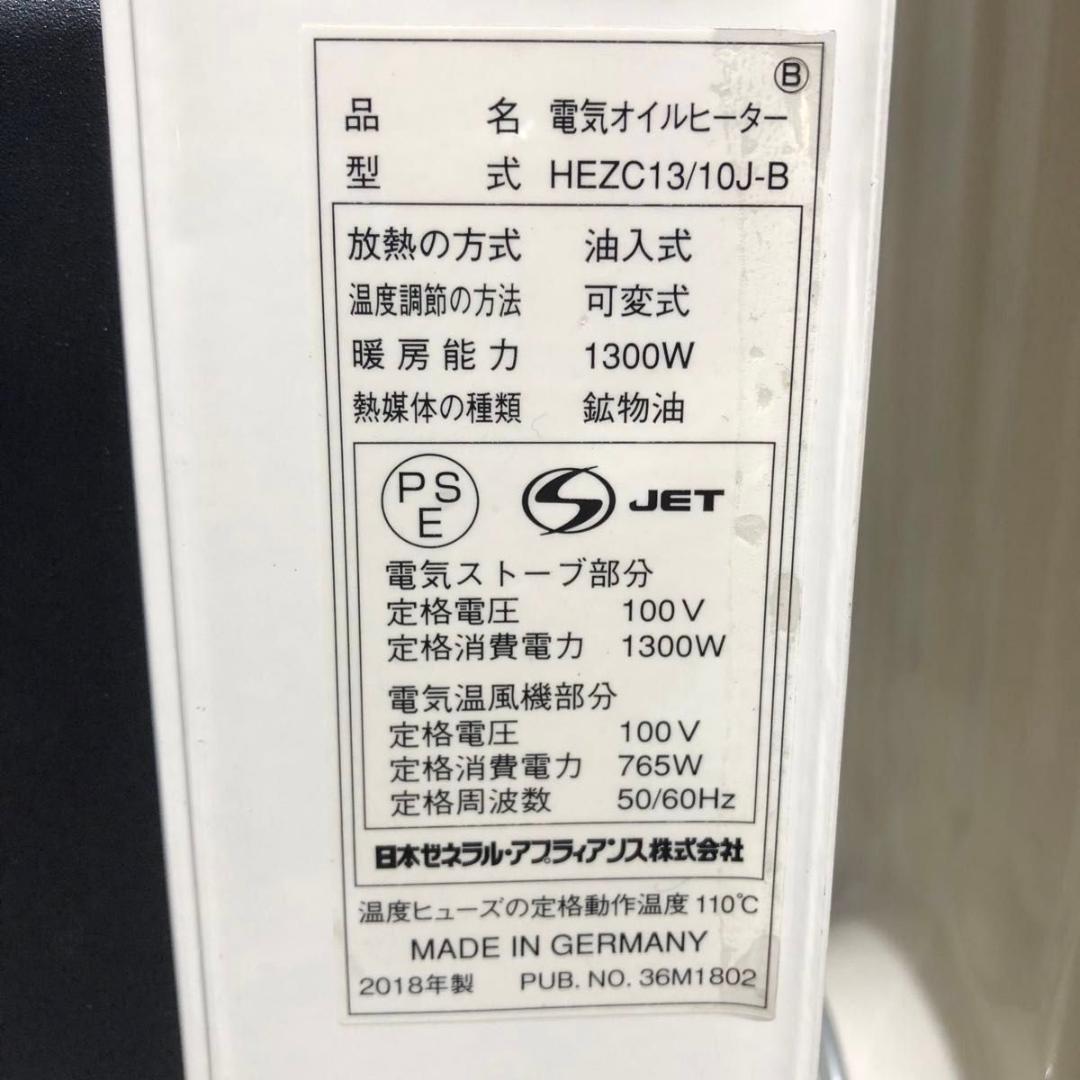 Ⓑ
品名 電気オイルヒーター
型式 HEZC13/10J-B
放熱の方式 油入式
温度調節の方法 可変式
暖房能力 1300W
熱媒体の種類 鉱物油
PS
E
S JET
電気ストーブ部分
定格電圧 100V
定格消費電力 1300W
電気温風機部分
定格電圧 100V
定格消費電力 765W
定格周波数 50/60Hz
日本ゼネラル・アプライアンス株式会社
温度ヒューズの定格動作温度 110℃
MADE IN GERMANY
2018年製 PUB. NO. 36M1802